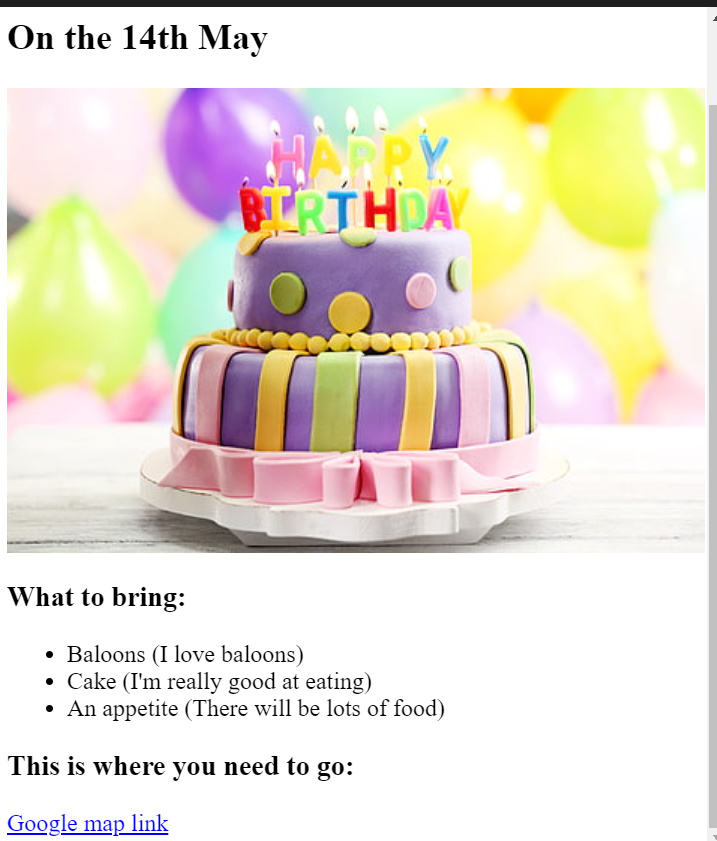 On the 14th May
HAPPY
BIRTHDAY
What to bring:
Baloons (I love baloons)
Cake (I'm really good at eating)
An appetite (There will be lots of food)
This is where you need to go:
Google map link